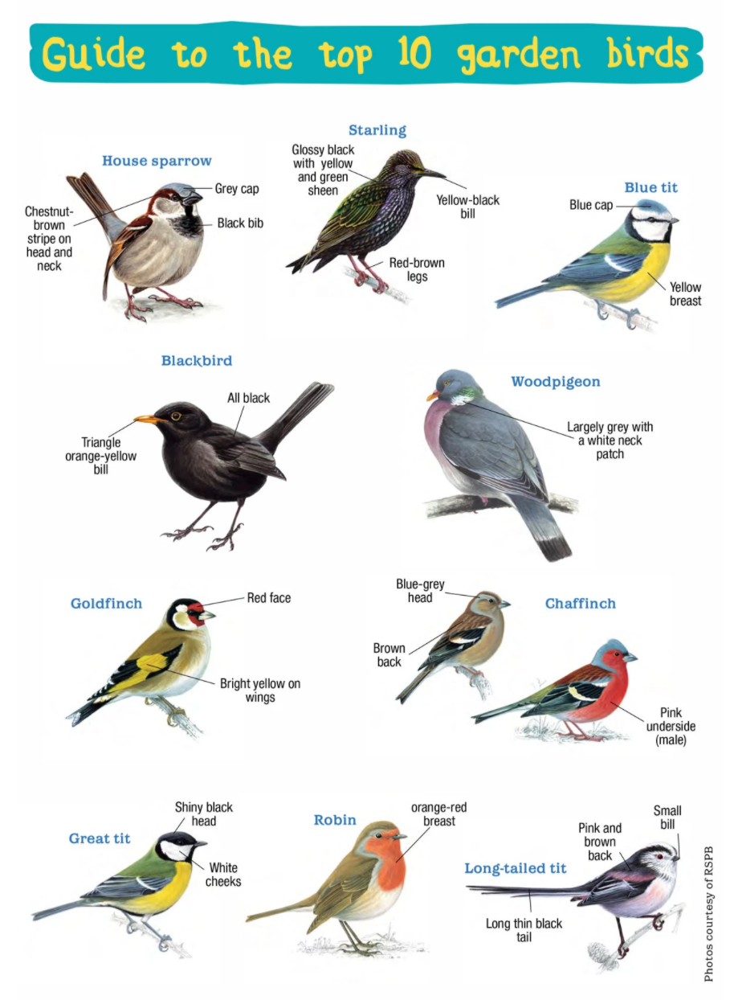 Guide to the top 10 garden birds
House sparrow
Grey cap
Chestnut-
brown
stripe on
head and
neck
Black bib
Starling
Glossy black
with yellow
and green
sheen
Yellow-black
bill
Red-brown
legs
Blue tit
Blue cap
Yellow
breast
Blackbird
All black
Triangle
orange-yellow
bill
Woodpigeon
Largely grey with
a white neck
patch
Goldfinch
Red face
Bright yellow on
wings
Chaffinch
Blue-grey
head
Brown
back
Pink
underside
(male)
Great tit
Shiny black
head
White
cheeks
Robin
orange-red
breast
Long-tailed tit
Pink and
brown
back
Small
bill
Long thin black
tail
Photos courtesy of RSPB